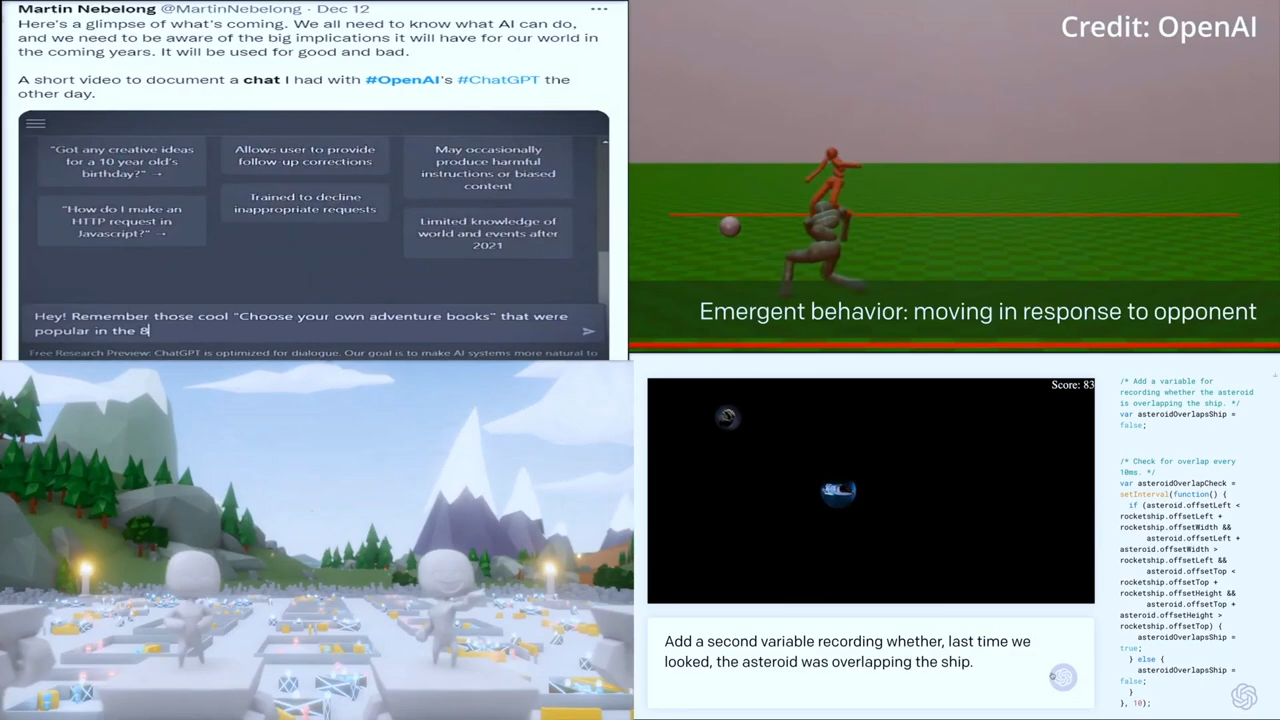 Martin Nebelong @MartinNebelong · Dec 12
Here's a glimpse of what's coming. We all need to know what AI can do,
and we need to be aware of the big implications it will have for our world in
the coming years. It will be used for good and bad.
A short video to document a chat I had with #OpenAI's #ChatGPT the
other day.
"Got any creative ideas
for a 10 year old's
birthday?" →
"How do I make an
HTTP request in
Javascript?" →
Allows user to provide
follow-up corrections
Trained to decline
inappropriate requests
May occasionally
produce harmful
instructions or biased
content
Limited knowledge of
world and events after
2021
Hey! Remember those cool "Choose your own adventure books" that were
popular in the 8
Free Research Preview: ChatGPT is optimized for dialogue. Our goal is to make AI systems more natural to
Credit: OpenAI
Emergent behavior: moving in response to opponent
Score: 83
Add a second variable recording whether, last time we
looked, the asteroid was overlapping the ship.
/* Add a variable for
recording whether the asteroid
is overlapping the ship. */
var asteroidOverlapsShip =
false;
/* Check for overlap every
10ms. */
var asteroidOverlapCheck =
setInterval(function() {
if (asteroid.offsetLeft <
rocketship.offsetLeft +
rocketship.offsetWidth &&
asteroid.offsetLeft +
asteroid.offsetWidth >
rocketship.offsetLeft &&
asteroid.offsetTop <
rocketship.offsetTop +
rocketship.offsetHeight &&
asteroid.offsetTop +
asteroid.offsetHeight >
rocketship.offsetTop) {
asteroidOverlapsShip =
true;
} else {
asteroidOverlapsShip =
false;
}
}, 10);